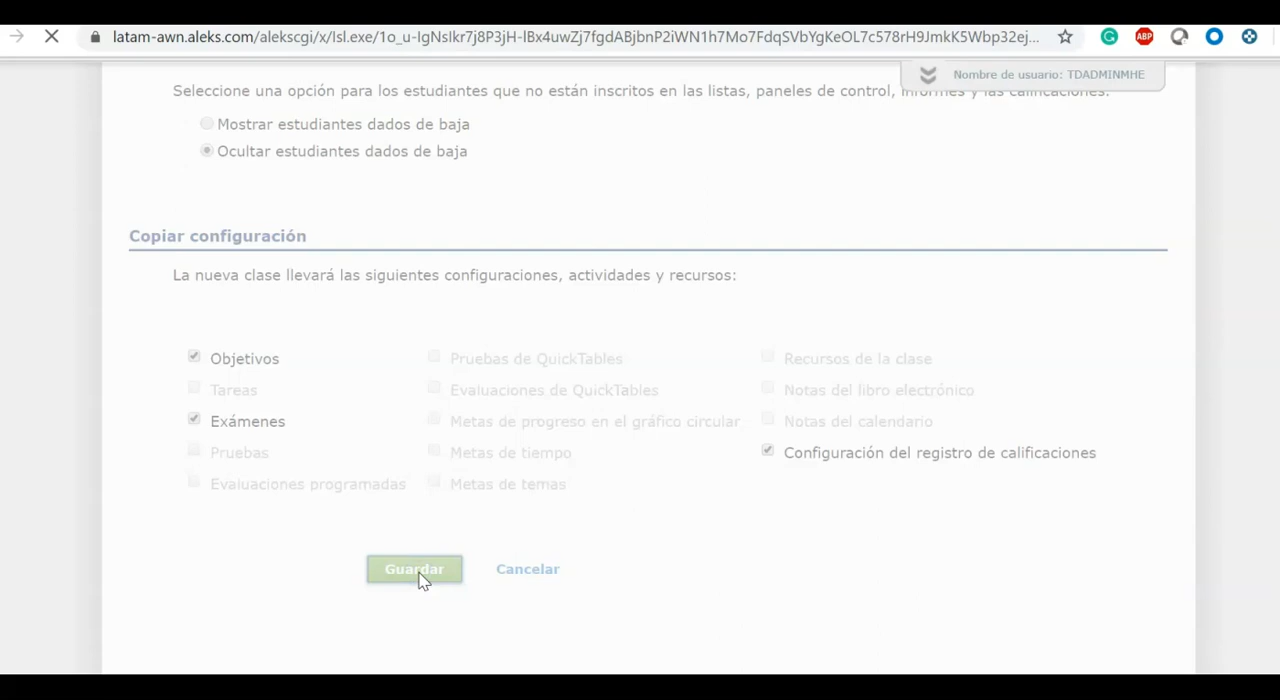 latam-awn.aleks.com/alekscgi/x/Isl.exe/1o_u-IgNsIkr7j8P3jH-lBx4uwZj7fgdABjbnP2iWN1h7Mo7FdqSVbYgKeOL7c578rH9JmkK5Wbp32ej...
ABP
Nombre de usuario: TDADMINMHE
Seleccione una opción para los estudiantes que no están inscritos en las listas, paneles de control, informes y las calificaciones.
Mostrar estudiantes dados de baja
Ocultar estudiantes dados de baja
Copiar configuración
La nueva clase llevará las siguientes configuraciones, actividades y recursos:
Objetivos Pruebas de QuickTables Recursos de la clase
Tareas Evaluaciones de QuickTables Notas del libro electrónico
Exámenes Metas de progreso en el gráfico circular Notas del calendario
Pruebas Metas de tiempo Configuración del registro de calificaciones
Evaluaciones programadas Metas de temas
Guardar Cancelar